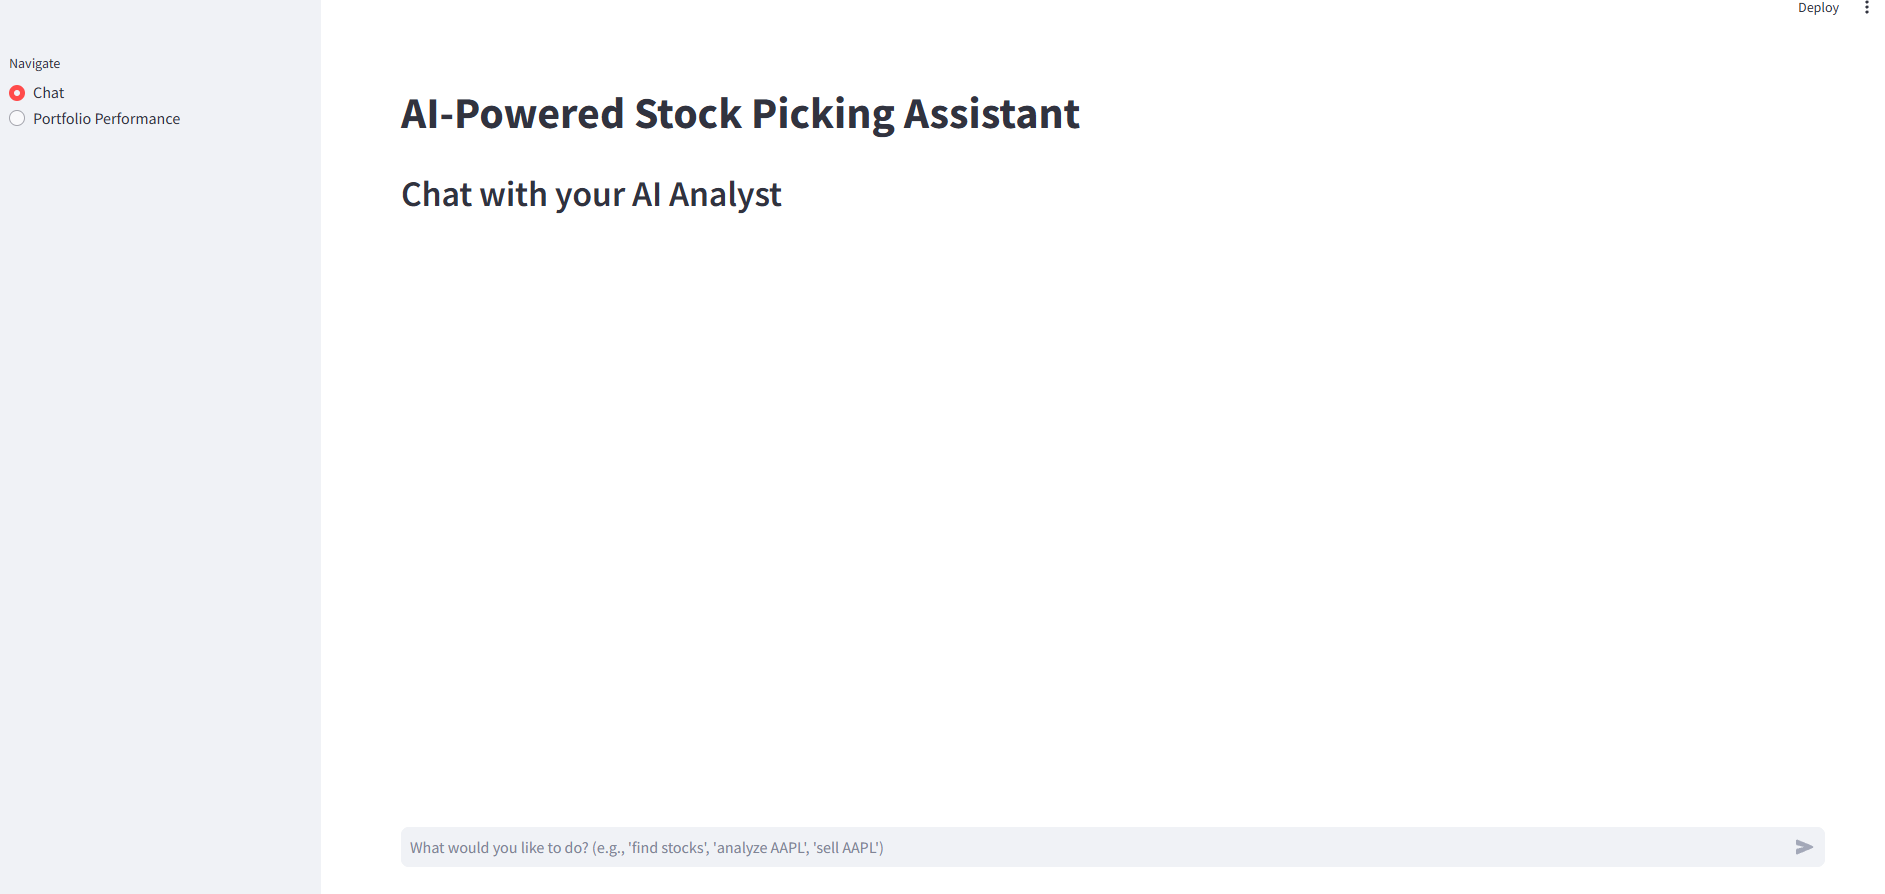 Deploy
Navigate
Chat
Portfolio Performance
AI-Powered Stock Picking Assistant
Chat with your AI Analyst
What would you like to do? (e.g., 'find stocks', 'analyze AAPL', 'sell AAPL')